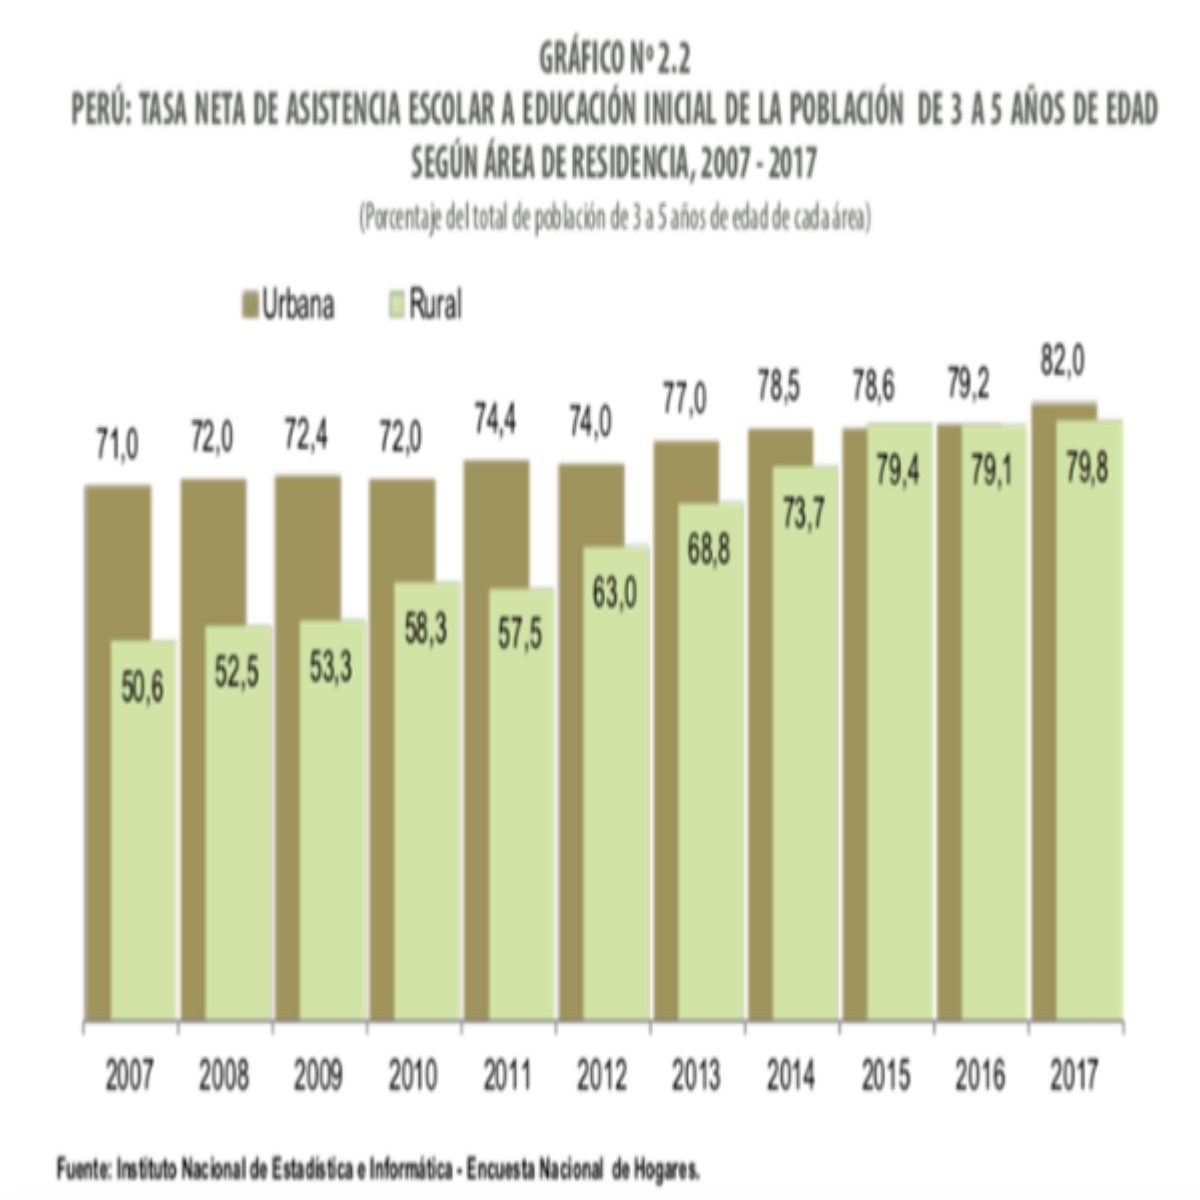 GRÁFICO Nº 2.2
PERÚ: TASA NETA DE ASISTENCIA ESCOLAR A EDUCACIÓN INICIAL DE LA POBLACIÓN DE 3 A 5 AÑOS DE EDAD
SEGÚN ÁREA DE RESIDENCIA, 2007 - 2017
(Porcentaje del total de población de 3 a 5 años de edad de cada área)
Urbana Rural
71,0 72,0 72,4 72,0 74,4 74,0 77,0 78,5 78,6 79,2 82,0
50,6 52,5 53,3 58,3 57,5 63,0 68,8 73,7 79,4 79,1 79,8
2007 2008 2009 2010 2011 2012 2013 2014 2015 2016 2017
Fuente: Instituto Nacional de Estadística e Informática - Encuesta Nacional de Hogares.